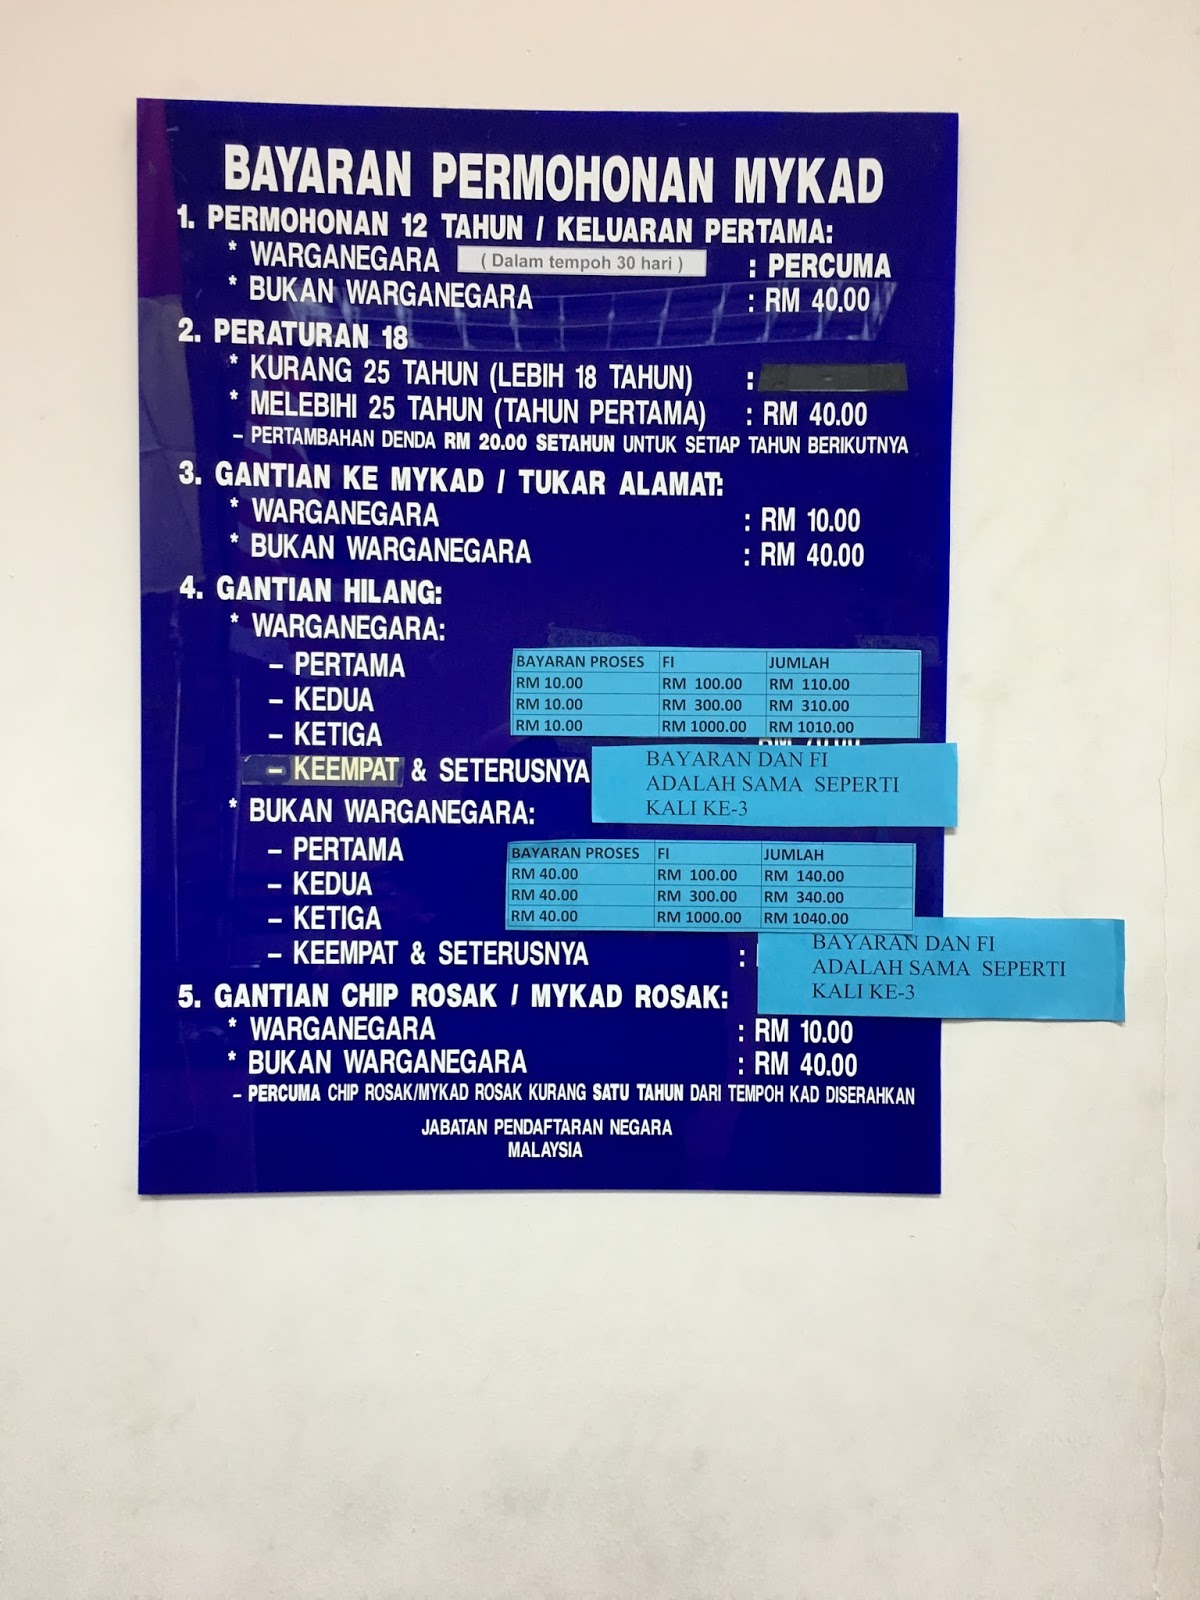 BAYARAN PERMOHONAN MYKAD
1. PERMOHONAN 12 TAHUN / KELUARAN PERTAMA:
* WARGANEGARA ( Dalam tempoh 30 hari ) : PERCUMA
* BUKAN WARGANEGARA : RM 40.00
2. PERATURAN 18
* KURANG 25 TAHUN (LEBIH 18 TAHUN) :
* MELEBIHI 25 TAHUN (TAHUN PERTAMA) : RM 40.00
– PERTAMBAHAN DENDA RM 20.00 SETAHUN UNTUK SETIAP TAHUN BERIKUTNYA
3. GANTIAN KE MYKAD / TUKAR ALAMAT:
* WARGANEGARA : RM 10.00
* BUKAN WARGANEGARA : RM 40.00
4. GANTIAN HILANG:
* WARGANEGARA:
BAYARAN PROSES FI JUMLAH
– PERTAMA RM 10.00 RM 100.00 RM 110.00
– KEDUA RM 10.00 RM 300.00 RM 310.00
– KETIGA RM 10.00 RM 1000.00 RM 1010.00
– KEEMPAT & SETERUSNYA
BAYARAN DAN FI
ADALAH SAMA SEPERTI
KALI KE-3
* BUKAN WARGANEGARA:
BAYARAN PROSES FI JUMLAH
– PERTAMA RM 40.00 RM 100.00 RM 140.00
– KEDUA RM 40.00 RM 300.00 RM 340.00
– KETIGA RM 40.00 RM 1000.00 RM 1040.00
– KEEMPAT & SETERUSNYA :
BAYARAN DAN FI
ADALAH SAMA SEPERTI
KALI KE-3
5. GANTIAN CHIP ROSAK / MYKAD ROSAK:
* WARGANEGARA : RM 10.00
* BUKAN WARGANEGARA : RM 40.00
– PERCUMA CHIP ROSAK/MYKAD ROSAK KURANG SATU TAHUN DARI TEMPOH KAD DISERAHKAN
JABATAN PENDAFTARAN NEGARA
MALAYSIA